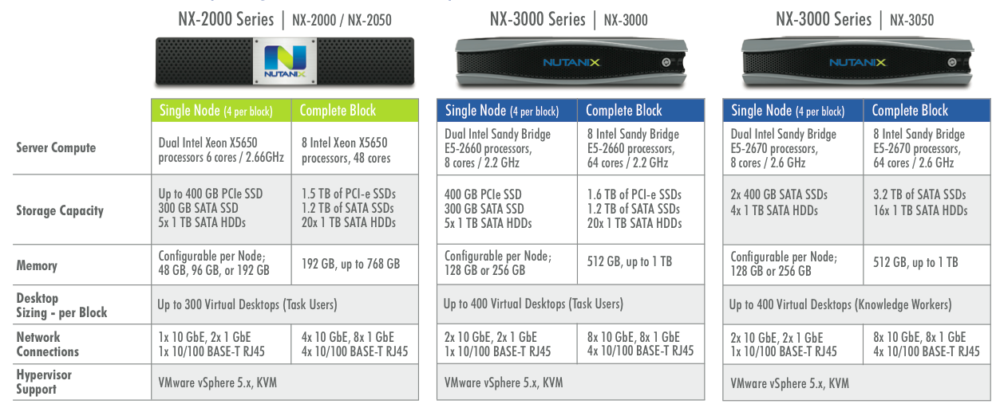 NX-2000 Series | NX-2000 / NX-2050
NX-3000 Series | NX-3000
NX-3000 Series | NX-3050
NUTANIX
NUTANIX
NUTANIX
Single Node (4 per block)
Complete Block
Single Node (4 per block)
Complete Block
Single Node (4 per block)
Complete Block
Server Compute
Dual Intel Xeon X5650
processors 6 cores / 2.66GHz
8 Intel Xeon X5650
processors, 48 cores
Dual Intel Sandy Bridge
E5-2660 processors,
8 cores / 2.2 GHz
8 Intel Sandy Bridge
E5-2660 processors,
64 cores / 2.2 GHz
Dual Intel Sandy Bridge
E5-2670 processors,
8 cores / 2.6 GHz
8 Intel Sandy Bridge
E5-2670 processors,
64 cores / 2.6 GHz
Storage Capacity
Up to 400 GB PCIe SSD
300 GB SATA SSD
5x 1 TB SATA HDDs
1.5 TB of PCI-e SSDs
1.2 TB of SATA SSDs
20x 1 TB SATA HDDs
400 GB PCIe SSD
300 GB SATA SSD
5x 1 TB SATA HDDs
1.6 TB of PCI-e SSDs
1.2 TB of SATA SSDs
20x 1 TB SATA HDDs
2x 400 GB SATA SSDs
4x 1 TB SATA HDDs
3.2 TB of SATA SSDs
16x 1 TB SATA HDDs
Memory
Configurable per Node;
48 GB, 96 GB, or 192 GB
192 GB, up to 768 GB
Configurable per Node;
128 GB or 256 GB
512 GB, up to 1 TB
Configurable per Node;
128 GB or 256 GB
512 GB, up to 1 TB
Desktop
Sizing - per Block
Up to 300 Virtual Desktops (Task Users)
Up to 400 Virtual Desktops (Task Users)
Up to 400 Virtual Desktops (Knowledge Workers)
Network
Connections
1x 10 GbE, 2x 1 GbE
1x 10/100 BASE-T RJ45
4x 10 GbE, 8x 1 GbE
4x 10/100 BASE-T RJ45
2x 10 GbE, 2x 1 GbE
1x 10/100 BASE-T RJ45
8x 10 GbE, 8x 1 GbE
4x 10/100 BASE-T RJ45
2x 10 GbE, 2x 1 GbE
1x 10/100 BASE-T RJ45
8x 10 GbE, 8x 1 GbE
4x 10/100 BASE-T RJ45
Hypervisor
Support
VMware vSphere 5.x, KVM
VMware vSphere 5.x, KVM
VMware vSphere 5.x, KVM